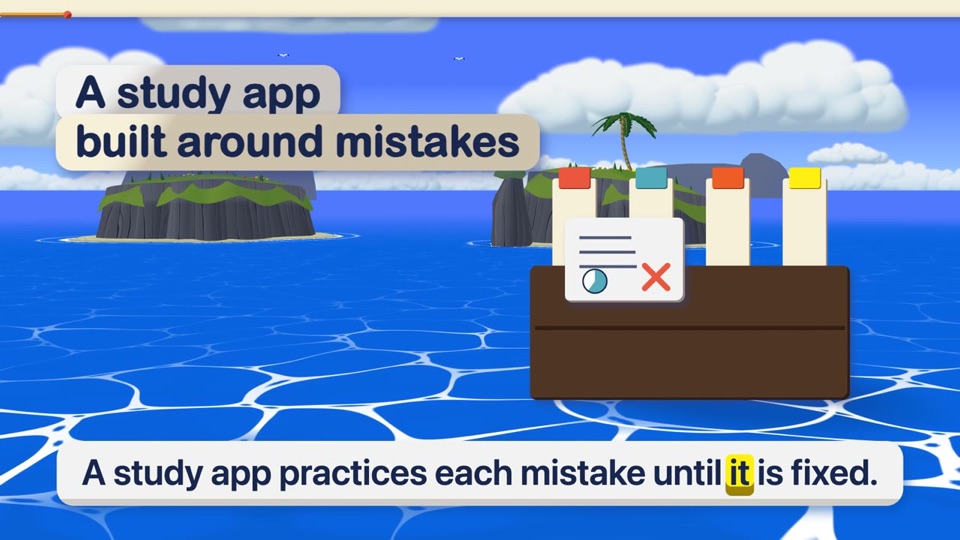 A study app
built around mistakes
A study app practices each mistake until it is fixed.